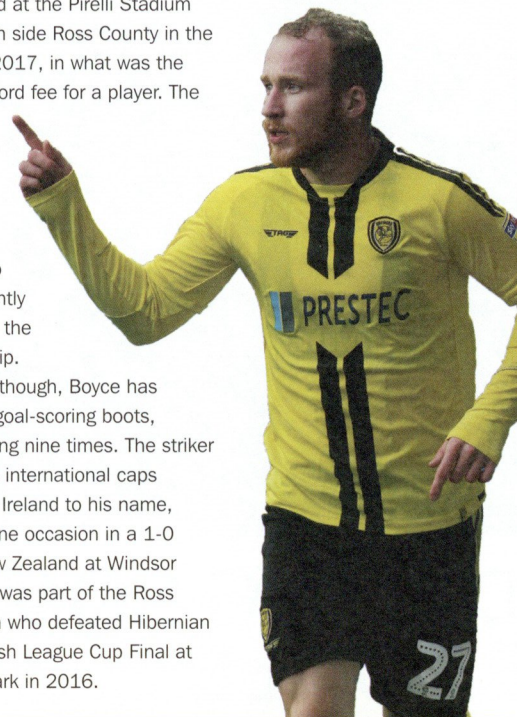 d at the Pirelli Stadium
side Ross County in the
2017, in what was the
ord fee for a player. The
ntly
the
ip.
though, Boyce has
goal-scoring boots,
ng nine times. The striker
international caps
Ireland to his name,
ne occasion in a 1-0
w Zealand at Windsor
was part of the Ross
who defeated Hibernian
sh League Cup Final at
ark in 2016.
TAG
PRESTEC
27